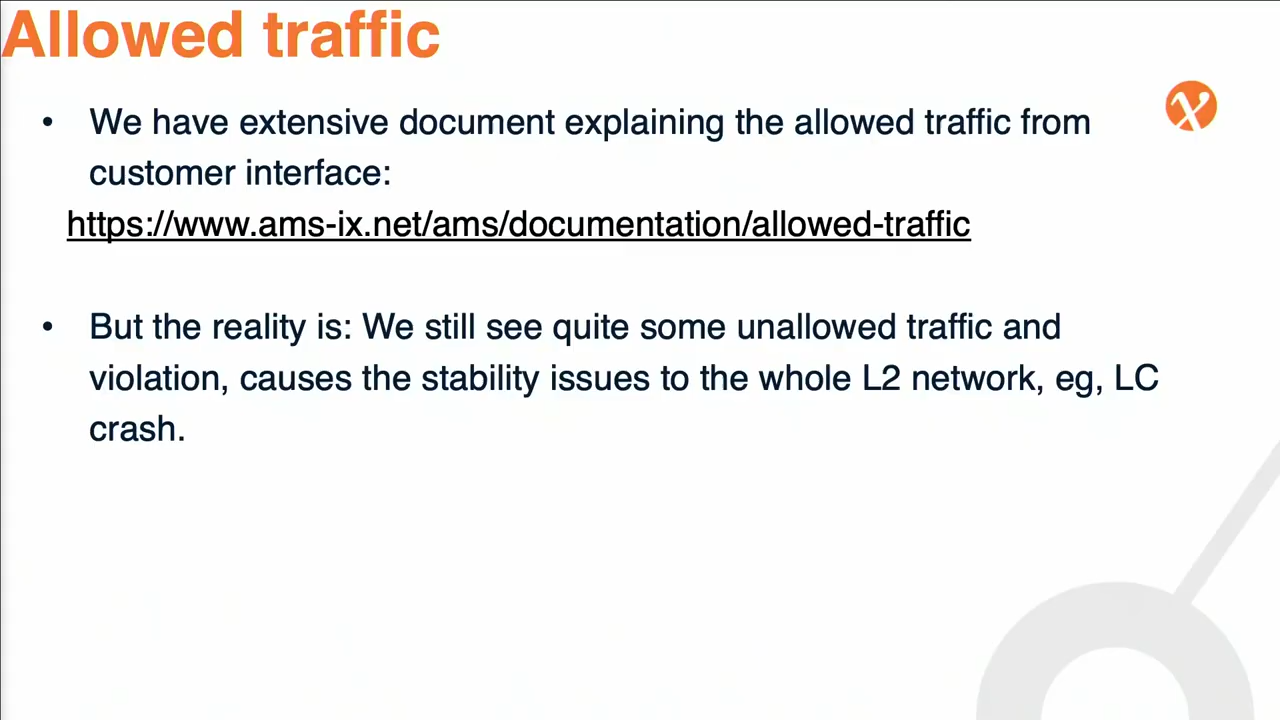 Allowed traffic
• We have extensive document explaining the allowed traffic from
customer interface:
https://www.ams-ix.net/ams/documentation/allowed-traffic
• But the reality is: We still see quite some unallowed traffic and
violation, causes the stability issues to the whole L2 network, eg, LC
crash.